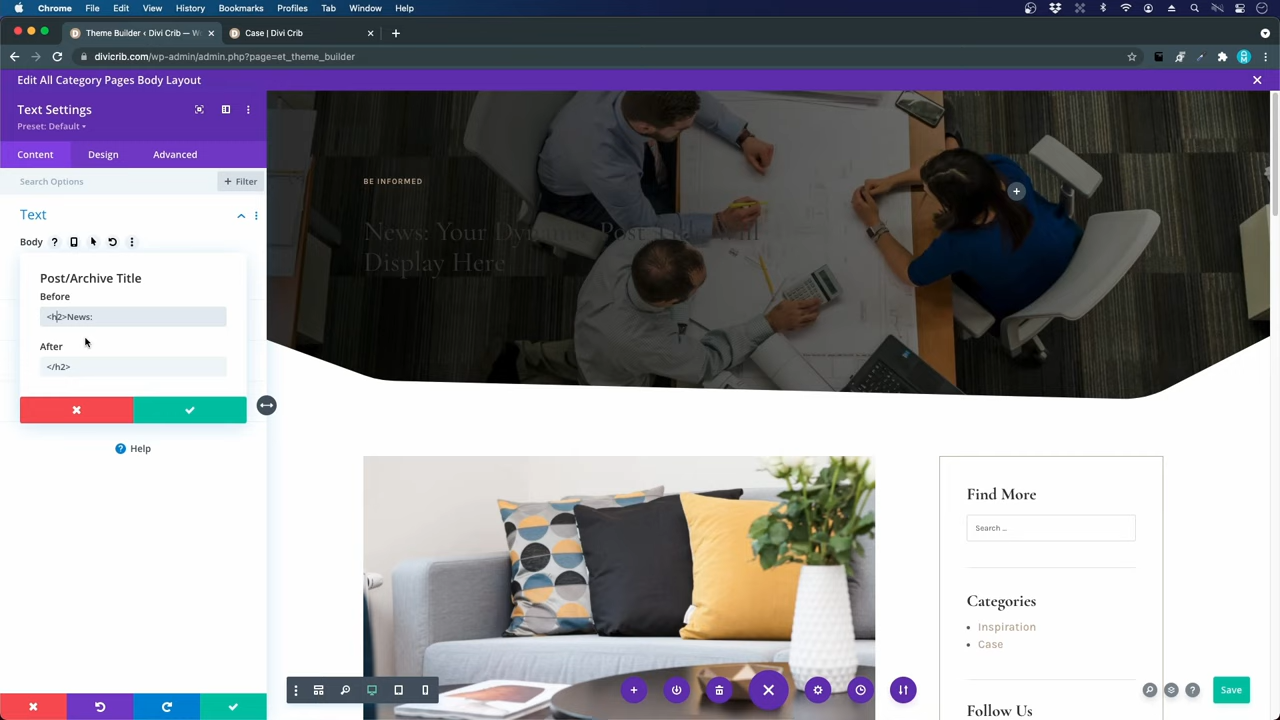 Chrome File Edit View History Bookmarks Profiles Tab Window Help
Theme Builder < Divi Crib — W
Case | Divi Crib
divicrib.com/wp-admin/admin.php?page=et_theme_builder
Edit All Category Pages Body Layout
Text Settings
Preset: Default
Content Design Advanced
Search Options
+ Filter
Text
Body
Post/Archive Title
Before
<h2>News:
After
</h2>
Help
BE INFORMED
News: Your Dynamic Post Title Will
Display Here
Find More
Search …
Categories
Inspiration
Case
Follow Us
Save